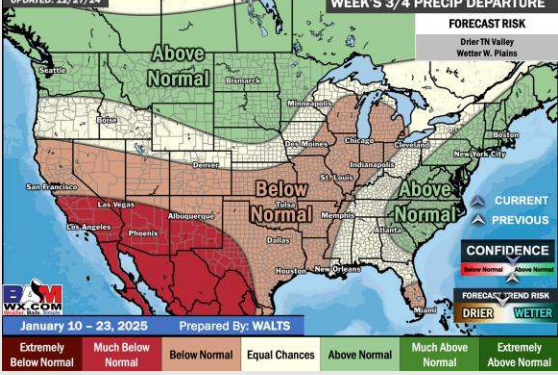 UPDATED: 12/27/24
WEEK'S 3/4 PRECIP DEPARTURE
FORECAST RISK
Drier TN Valley
Wetter W. Plains
Above
Normal
Seattle
Bismarck
Minneapolis
Boise
Boston
Chicago
Cleveland
Des Moines
New York City
Denver
Indianapolis
San Francisco
St. Louis
Below
Normal
Above
Normal
Las Vegas
Tulsa
CURRENT
PREVIOUS
Los Angeles
Albuquerque
Memphis
Phoenix
Atlanta
Dallas
CONFIDENCE
Below Normal
Above Normal
Houston
New Orleans
FORECAST TREND RISK
DRIER
WETTER
Miami
BAM
WX.COM
January 10 – 23, 2025
Prepared By: WALTS
Extremely
Below Normal
Much Below
Normal
Below Normal
Equal Chances
Above Normal
Much Above
Normal
Extremely
Above Normal